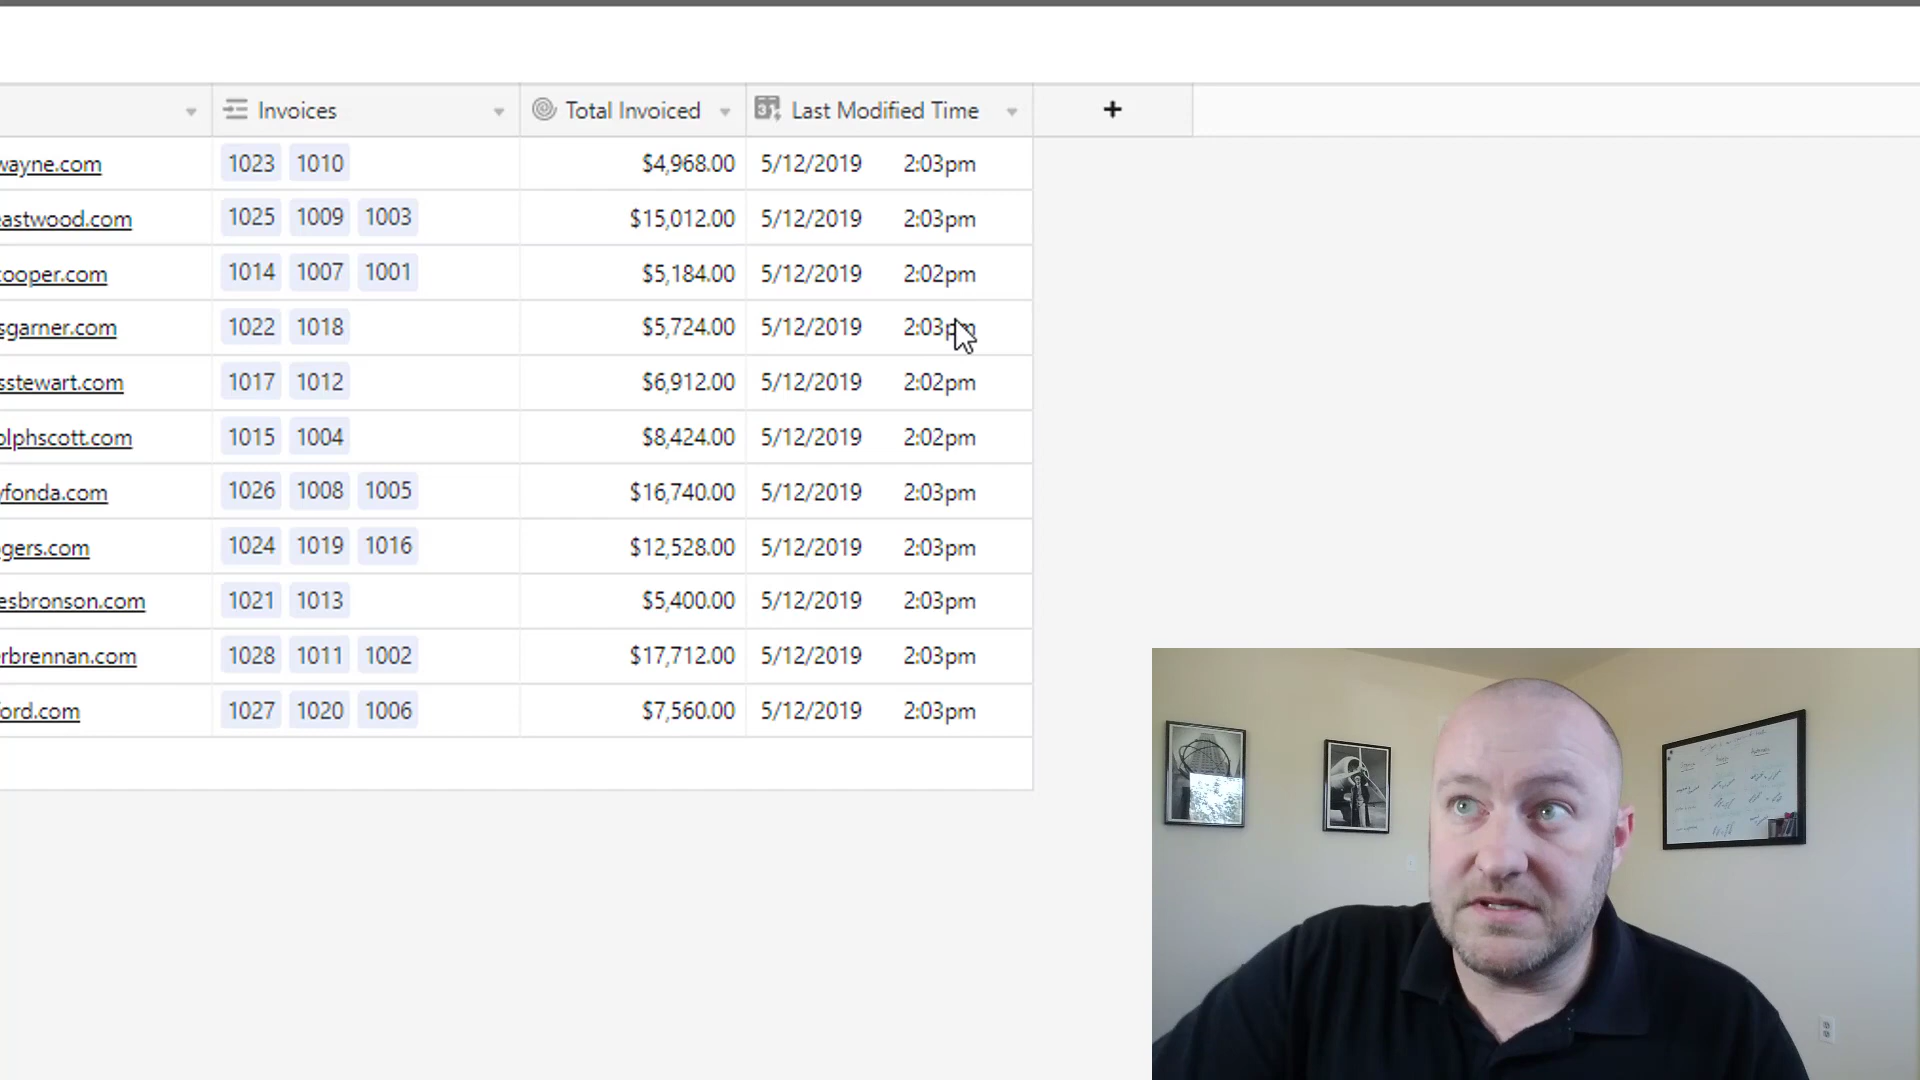 Invoices Total Invoiced Last Modified Time +
wayne.com 1023 1010 $4,968.00 5/12/2019 2:03pm
eastwood.com 1025 1009 1003 $15,012.00 5/12/2019 2:03pm
cooper.com 1014 1007 1001 $5,184.00 5/12/2019 2:02pm
sgarner.com 1022 1018 $5,724.00 5/12/2019 2:03pm
sstewart.com 1017 1012 $6,912.00 5/12/2019 2:02pm
olphscott.com 1015 1004 $8,424.00 5/12/2019 2:02pm
yfonda.com 1026 1008 1005 $16,740.00 5/12/2019 2:03pm
gers.com 1024 1019 1016 $12,528.00 5/12/2019 2:03pm
esbronson.com 1021 1013 $5,400.00 5/12/2019 2:03pm
rbrennan.com 1028 1011 1002 $17,712.00 5/12/2019 2:03pm
ord.com 1027 1020 1006 $7,560.00 5/12/2019 2:03pm